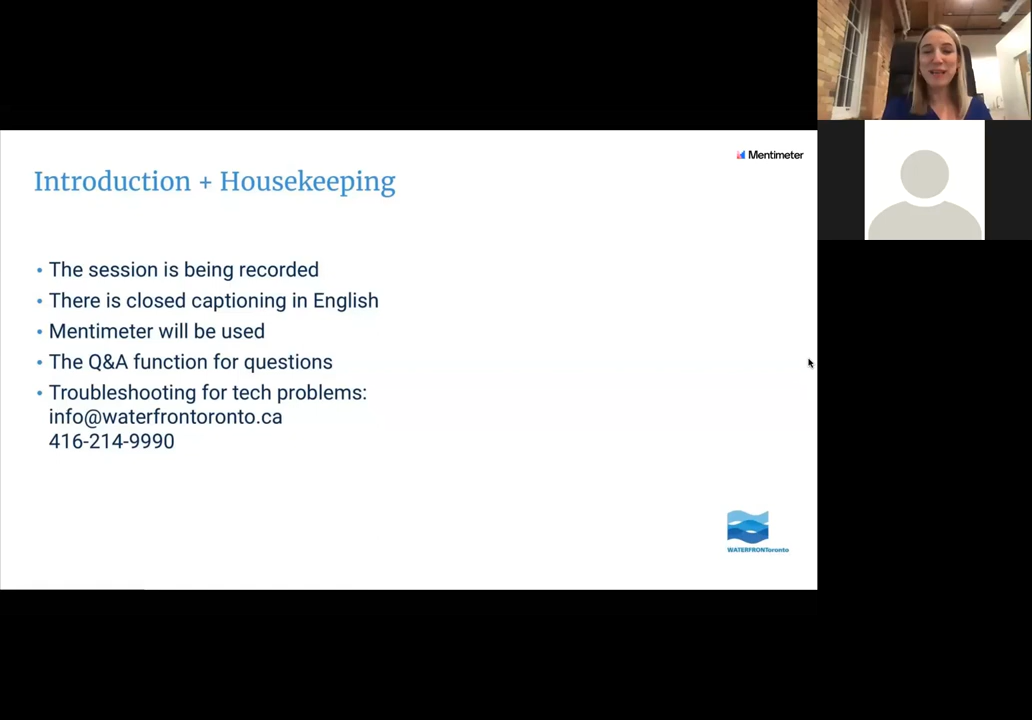 Mentimeter
Introduction + Housekeeping
• The session is being recorded
• There is closed captioning in English
• Mentimeter will be used
• The Q&A function for questions
• Troubleshooting for tech problems:
info@waterfrontoronto.ca
416-214-9990
WATERFRONToronto